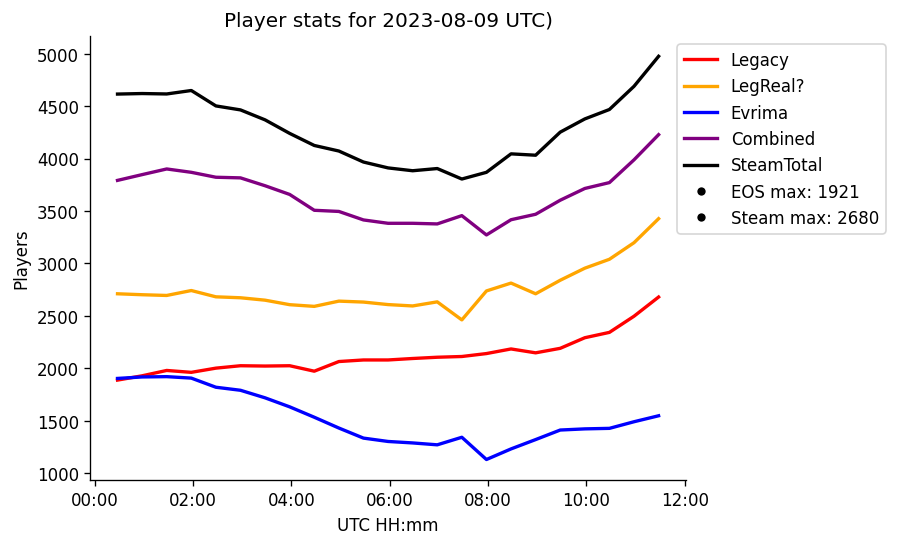 Player stats for 2023-08-09 UTC)
Players
5000
4500
4000
3500
3000
2500
2000
1500
1000
00:00 02:00 04:00 06:00 08:00 10:00 12:00
UTC HH:mm
Legacy
LegReal?
Evrima
Combined
SteamTotal
EOS max: 1921
Steam max: 2680